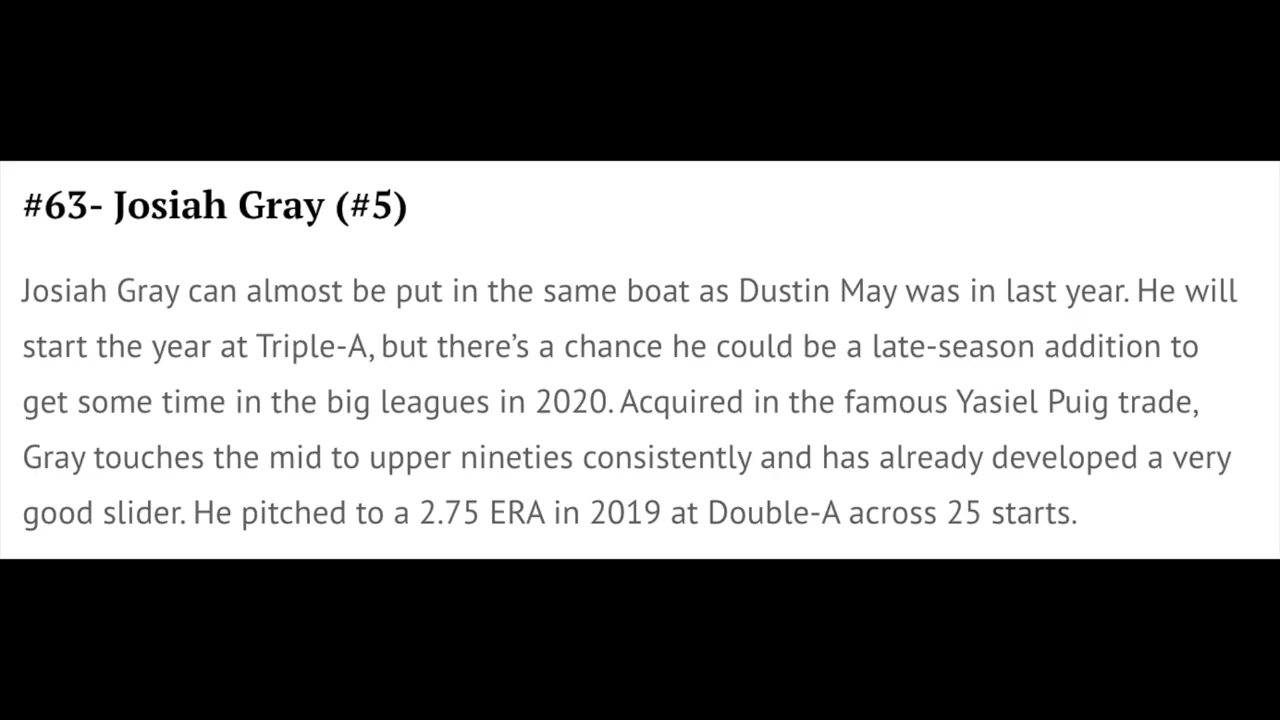 #63- Josiah Gray (#5)
Josiah Gray can almost be put in the same boat as Dustin May was in last year. He will
start the year at Triple-A, but there’s a chance he could be a late-season addition to
get some time in the big leagues in 2020. Acquired in the famous Yasiel Puig trade,
Gray touches the mid to upper nineties consistently and has already developed a very
good slider. He pitched to a 2.75 ERA in 2019 at Double-A across 25 starts.